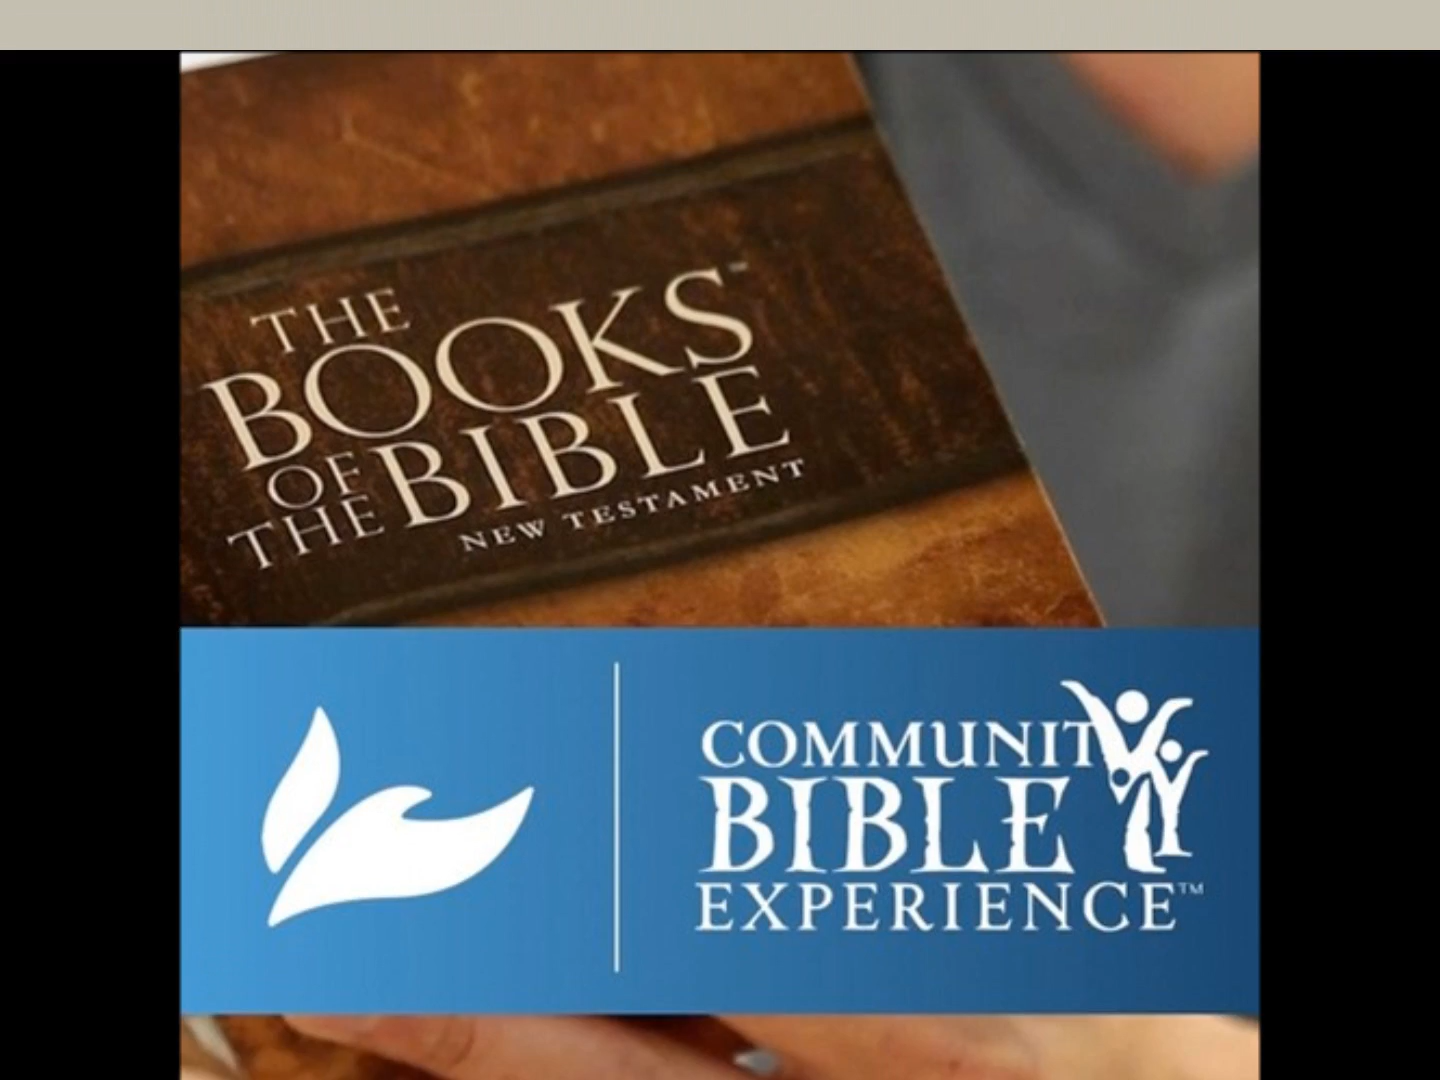 THE
BOOKS™
OF
THE BIBLE
NEW TESTAMENT
COMMUNITY
BIBLE
EXPERIENCE™